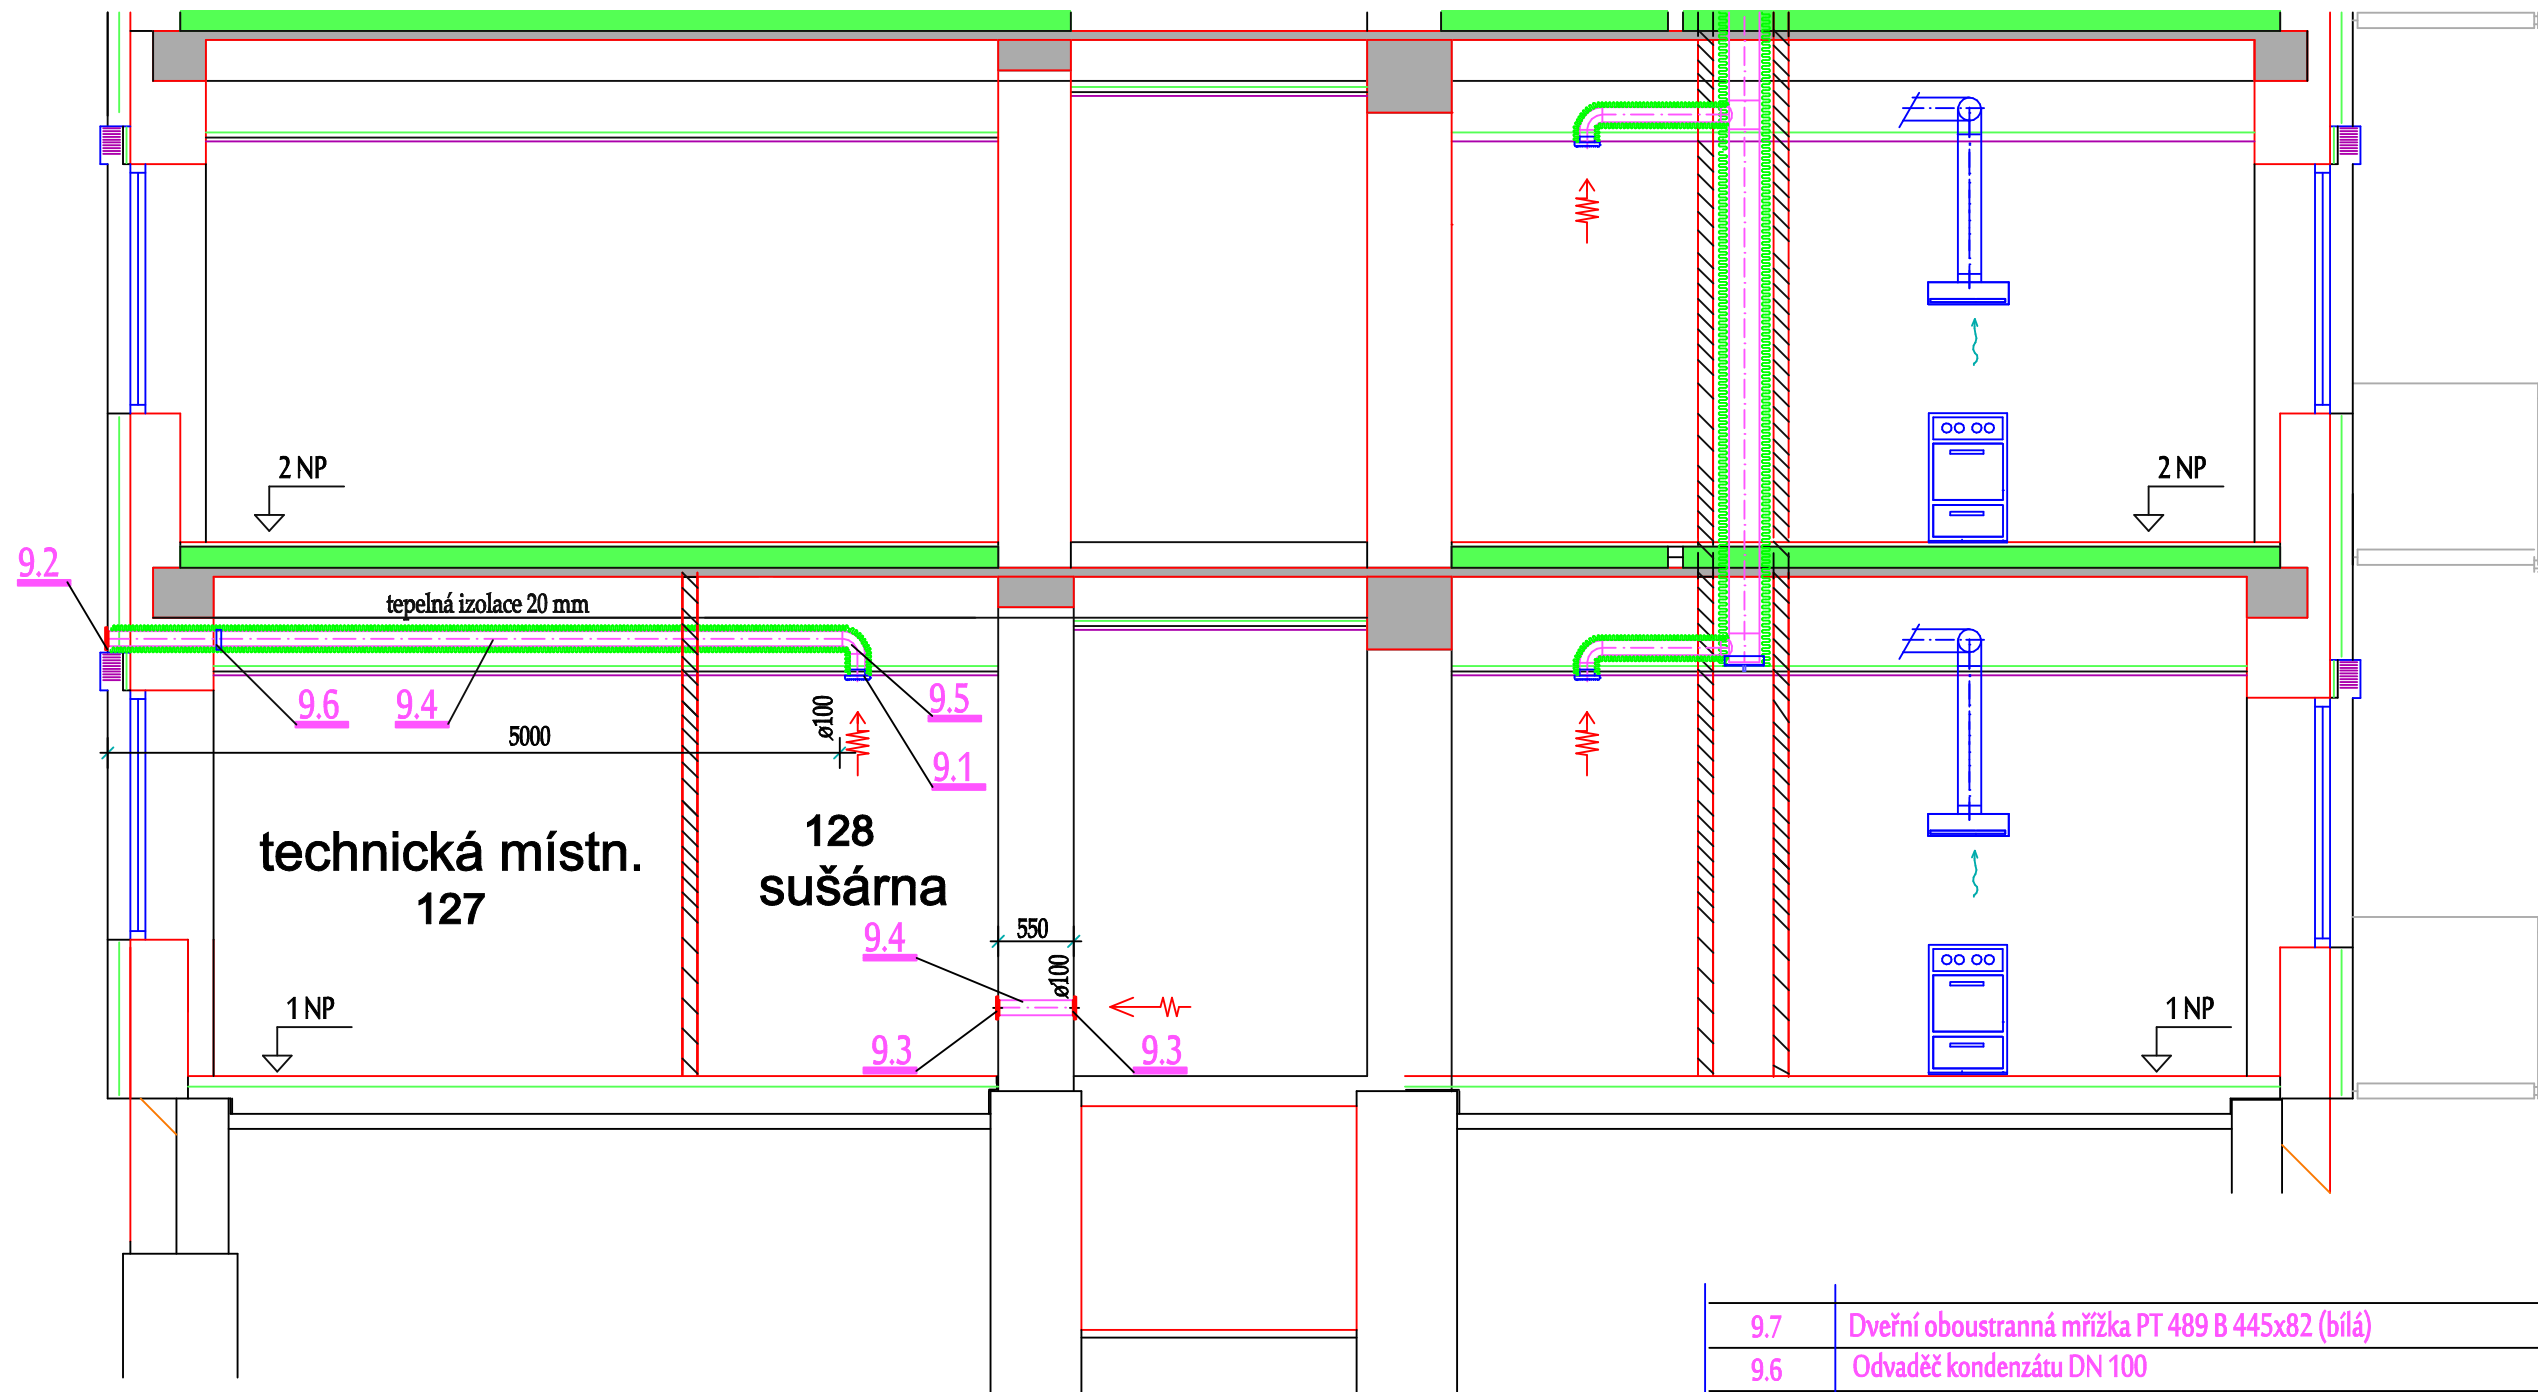 2 NP
2 NP
9.2
tepelná izolace 20 mm
9.6
9.4
9.5
ø100
5000
9.1
technická místn.
127
128
sušárna
9.4
550
ø100
1 NP
1 NP
9.3
9.3
9.7 Dveřní oboustranná mřížka PT 489 B 445x82 (bílá)
9.6 Odvaděč kondenzátu DN 100